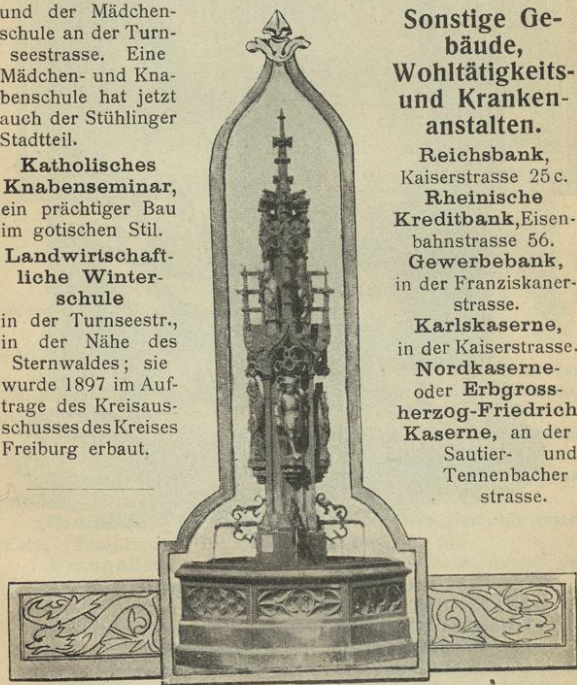 und der Mädchen-
schule an der Turn-
seestrasse. Eine
Mädchen- und Kna-
benschule hat jetzt
auch der Stühlinger
Stadtteil.
Katholisches
Knabenseminar,
ein prächtiger Bau
im gotischen Stil.
Landwirtschaft-
liche Winter-
schule
in der Turnseestr.,
in der Nähe des
Sternwaldes; sie
wurde 1897 im Auf-
trage des Kreisaus-
schusses des Kreises
Freiburg erbaut.
Sonstige Ge-
bäude,
Wohltätigkeits-
und Kranken-
anstalten.
Reichsbank,
Kaiserstrasse 25 c.
Rheinische
Kreditbank, Eisen-
bahnstrasse 56.
Gewerbebank,
in der Franziskaner-
strasse.
Karlskaserne,
in der Kaiserstrasse.
Nordkaserne-
oder Erbgross-
herzog-Friedrich
Kaserne, an der
Sautier- und
Tennenbacher
strasse.